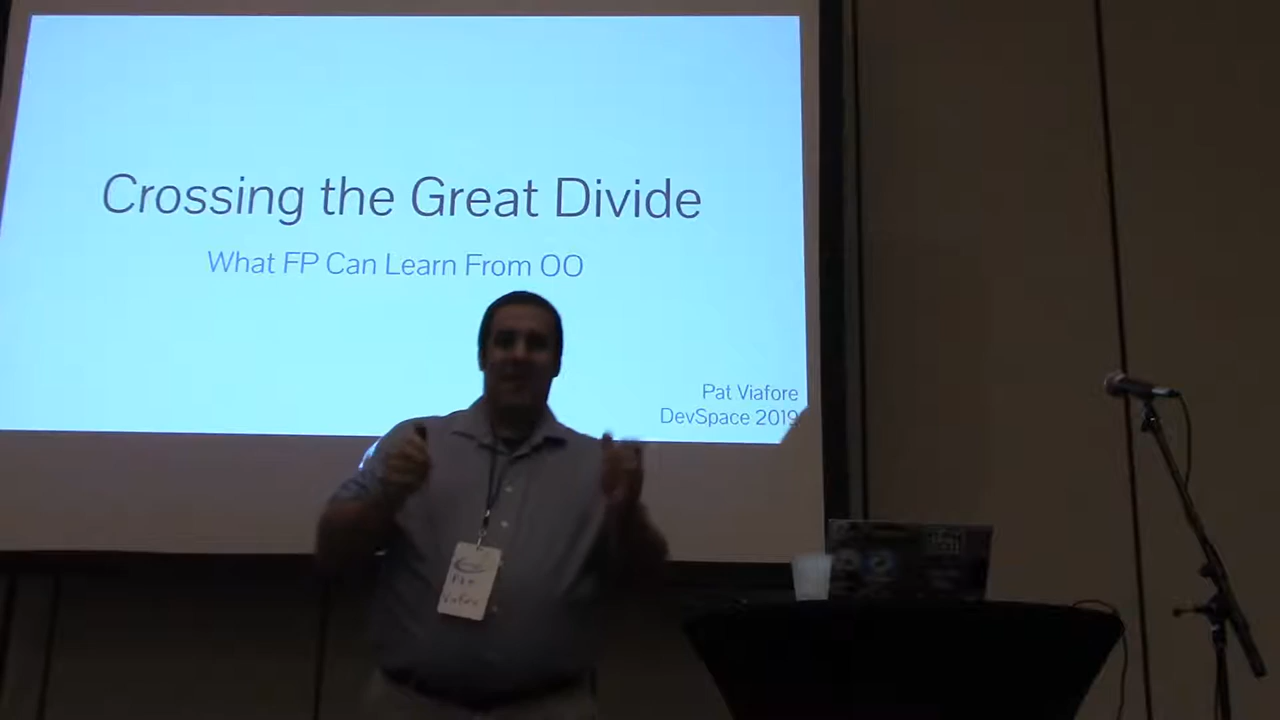 Crossing the Great Divide
What FP Can Learn From OO
Pat Viafore
DevSpace 2019